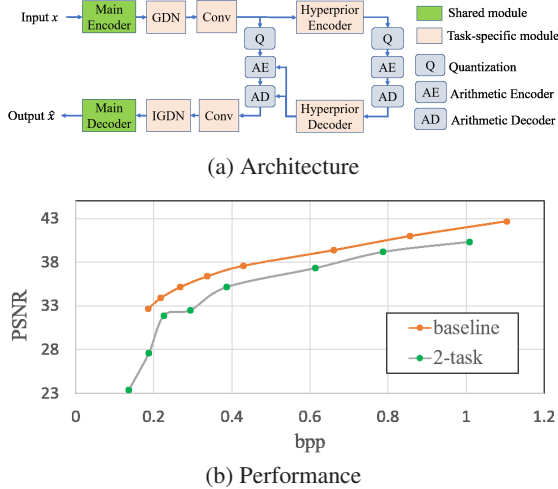 Input x
Main
Encoder
GDN
Conv
Hyperprior
Encoder
Shared module
Task-specific module
Q
Q
Q
Quantization
AE
AE
AE
Arithmetic Encoder
AD
AD
AD
Arithmetic Decoder
Output x̂
Main
Decoder
IGDN
Conv
Hyperprior
Decoder
(a) Architecture
43
38
33
28
23
PSNR
baseline
2-task
0
0.2
0.4
0.6
0.8
1
1.2
bpp
(b) Performance